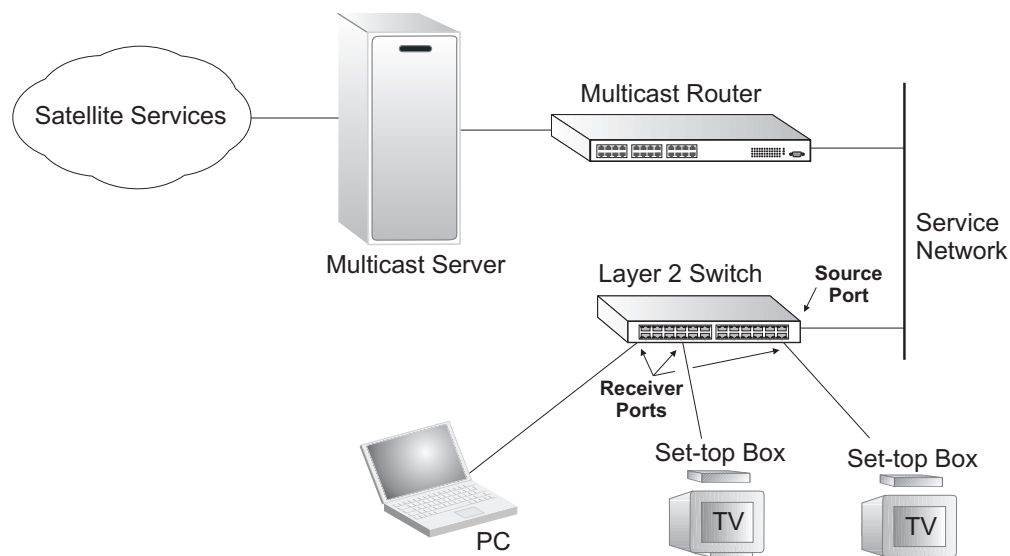 Satellite Services
Multicast Server
Multicast Router
Service
Network
Layer 2 Switch
Source
Port
Receiver
Ports
Set-top Box
Set-top Box
TV
TV
PC